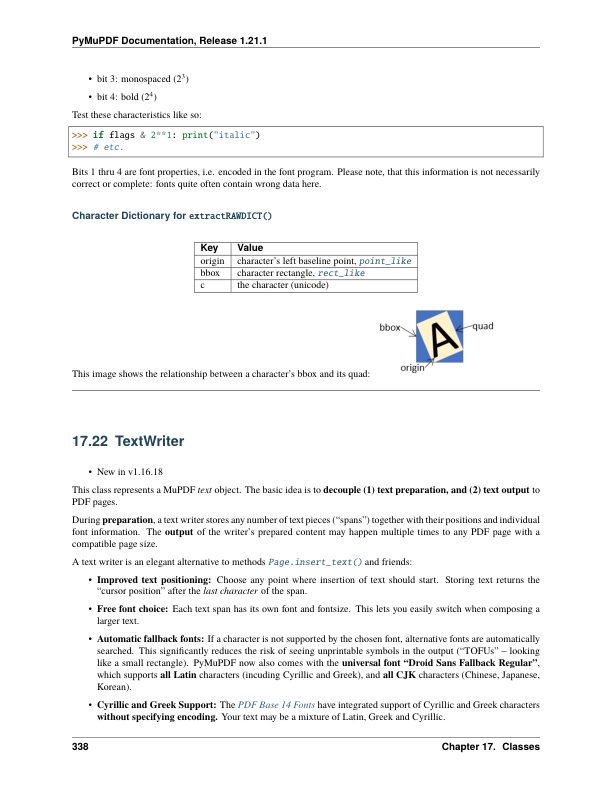 PyMuPDF Documentation, Release 1.21.1
• bit 3: monospaced (2³)
• bit 4: bold (2⁴)
Test these characteristics like so:
>>> if flags & 2**1: print("italic")
>>> # etc.
Bits 1 thru 4 are font properties, i.e. encoded in the font program. Please note, that this information is not necessarily
correct or complete: fonts quite often contain wrong data here.
Character Dictionary for extractRAWDICT()
Key Value
origin character's left baseline point, point_like
bbox character rectangle, rect_like
c the character (unicode)
bbox A quad
origin
This image shows the relationship between a character's bbox and its quad:
17.22 TextWriter
• New in v1.16.18
This class represents a MuPDF text object. The basic idea is to decouple (1) text preparation, and (2) text output to
PDF pages.
During preparation, a text writer stores any number of text pieces (“spans”) together with their positions and individual
font information. The output of the writer's prepared content may happen multiple times to any PDF page with a
compatible page size.
A text writer is an elegant alternative to methods Page.insert_text() and friends:
• Improved text positioning: Choose any point where insertion of text should start. Storing text returns the
“cursor position” after the last character of the span.
• Free font choice: Each text span has its own font and fontsize. This lets you easily switch when composing a
larger text.
• Automatic fallback fonts: If a character is not supported by the chosen font, alternative fonts are automatically
searched. This significantly reduces the risk of seeing unprintable symbols in the output (“TOFUs” – looking
like a small rectangle). PyMuPDF now also comes with the universal font “Droid Sans Fallback Regular”,
which supports all Latin characters (incuding Cyrillic and Greek), and all CJK characters (Chinese, Japanese,
Korean).
• Cyrillic and Greek Support: The PDF Base 14 Fonts have integrated support of Cyrillic and Greek characters
without specifying encoding. Your text may be a mixture of Latin, Greek and Cyrillic.
338 Chapter 17. Classes